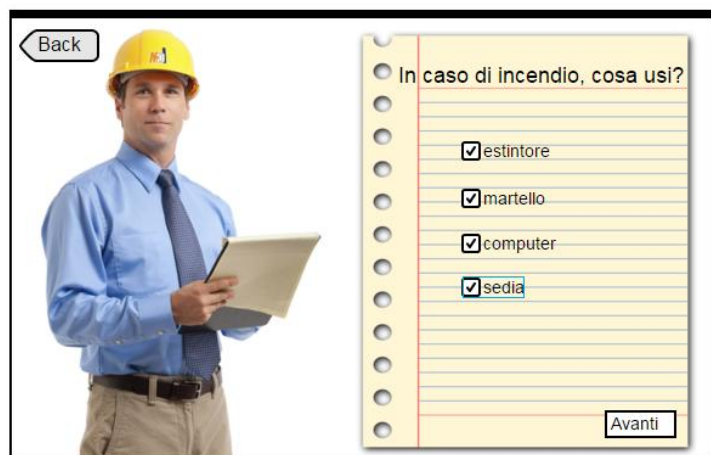 Back
In caso di incendio, cosa usi?
estintore
martello
computer
sedia
Avanti